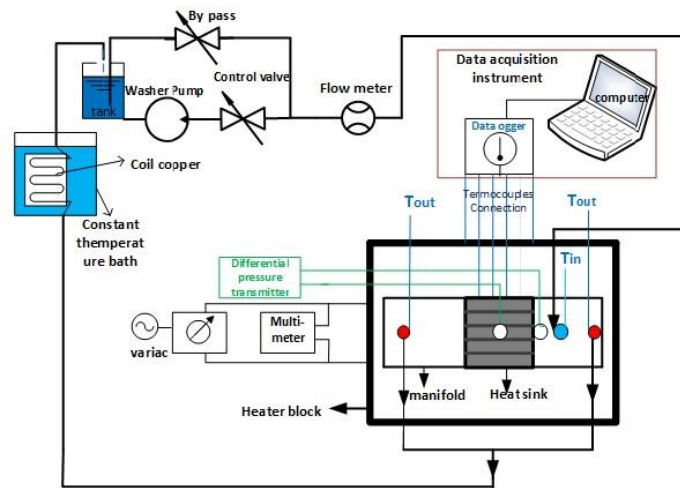 By pass
Control valve
Washer Pump
tank
Flow meter
Data acquisition
instrument
computer
Data ogger
Termocouples
Connection
Coil copper
Constant
themperat
ure bath
Tout
Tout
Tin
Differential
pressure
transmitter
Multi-
meter
variac
manifold
Heat sink
Heater block